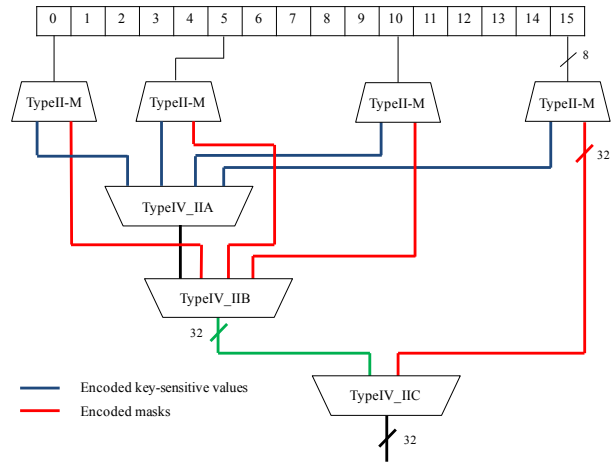 0 1 2 3 4 5 6 7 8 9 10 11 12 13 14 15
8
TypeII-M TypeII-M TypeII-M TypeII-M
32
TypeIV_IIA
TypeIV_IIB
32
TypeIV_IIC
Encoded key-sensitive values
Encoded masks
32